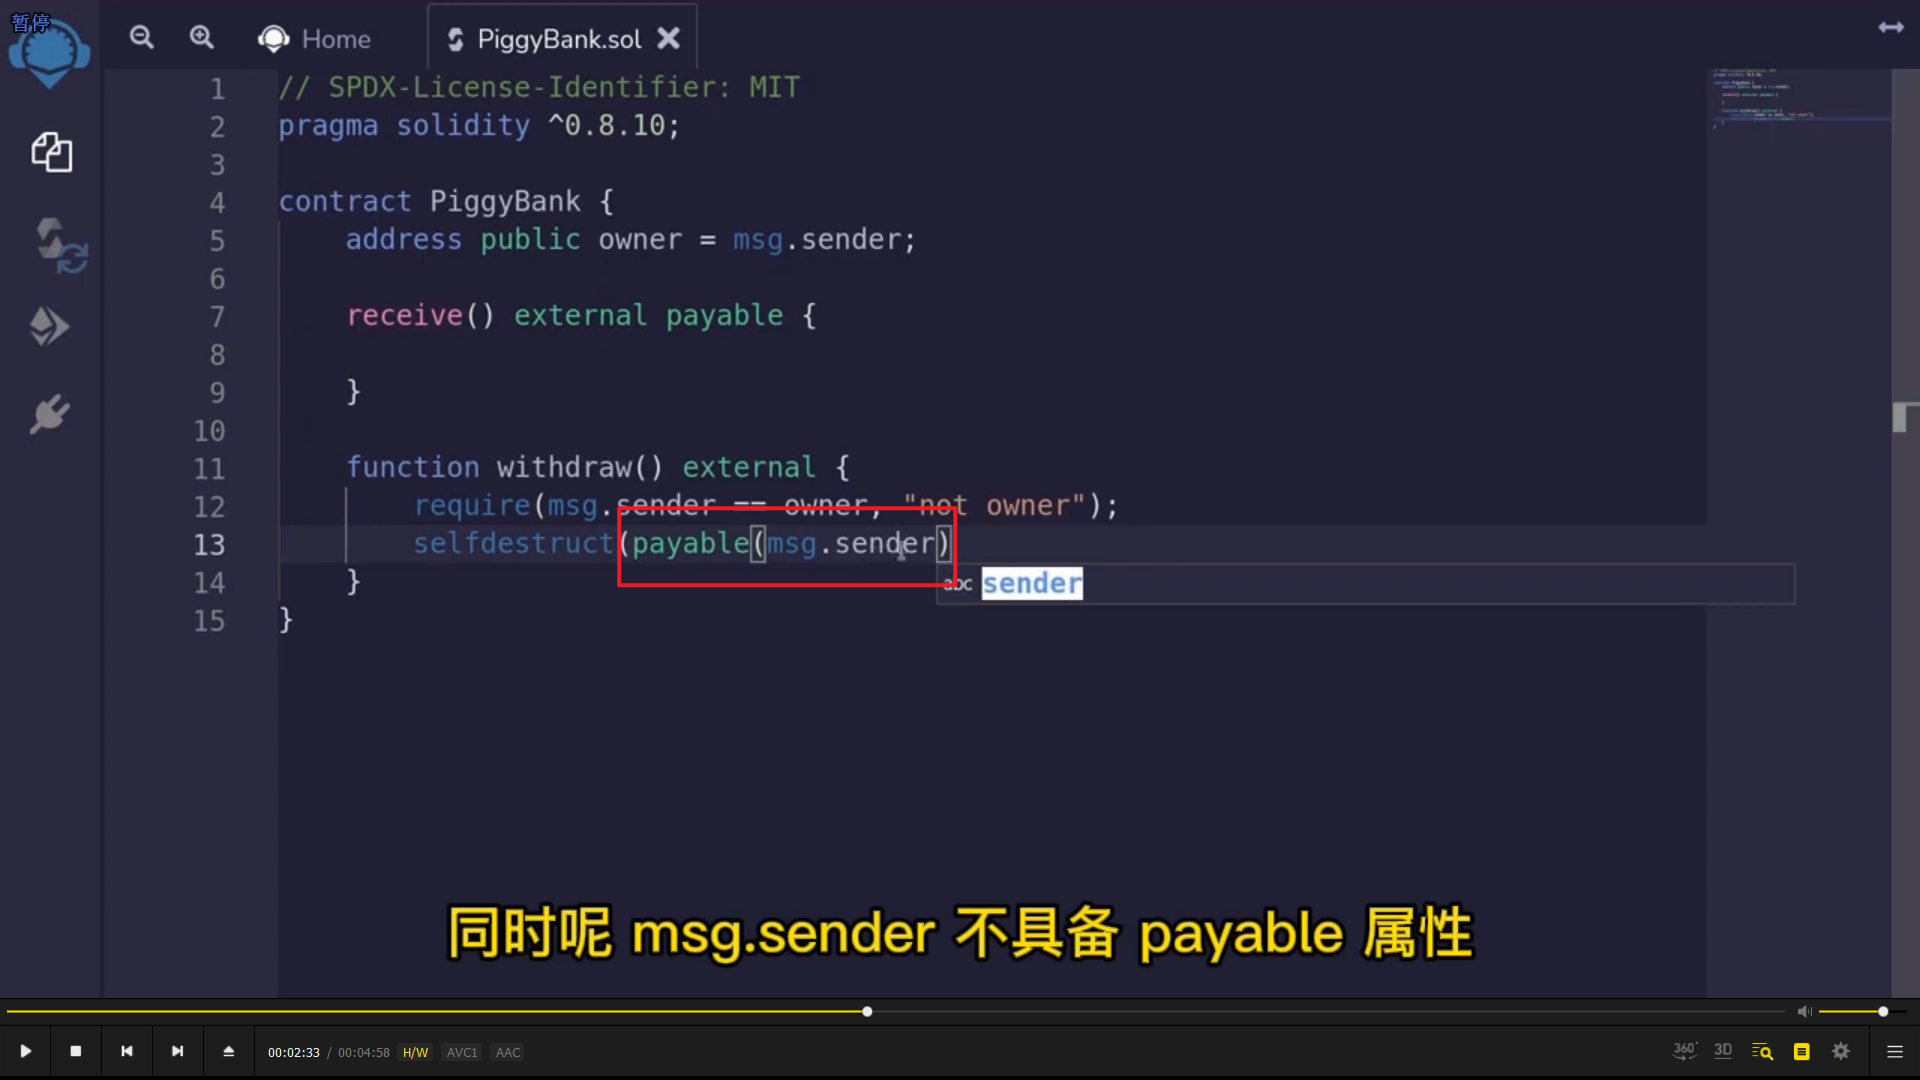 暂停
Home
PiggyBank.sol
1 // SPDX-License-Identifier: MIT
2 pragma solidity ^0.8.10;
3
4 contract PiggyBank {
5 address public owner = msg.sender;
6
7 receive() external payable {
8
9 }
10
11 function withdraw() external {
12 require(msg.sender == owner, "not owner");
13 selfdestruct(payable(msg.sender)
abc sender
14 }
15 }
同时呢 msg.sender 不具备 payable 属性
00:02:33 / 00:04:58 H/W AVC1 AAC
360° 3D